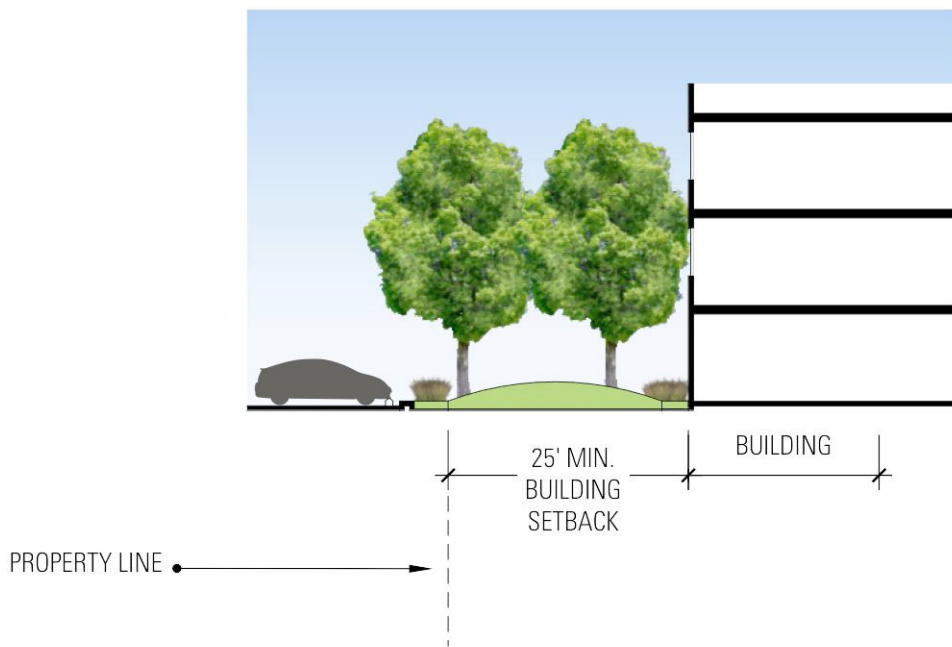 25' MIN.
BUILDING
SETBACK
BUILDING
PROPERTY LINE